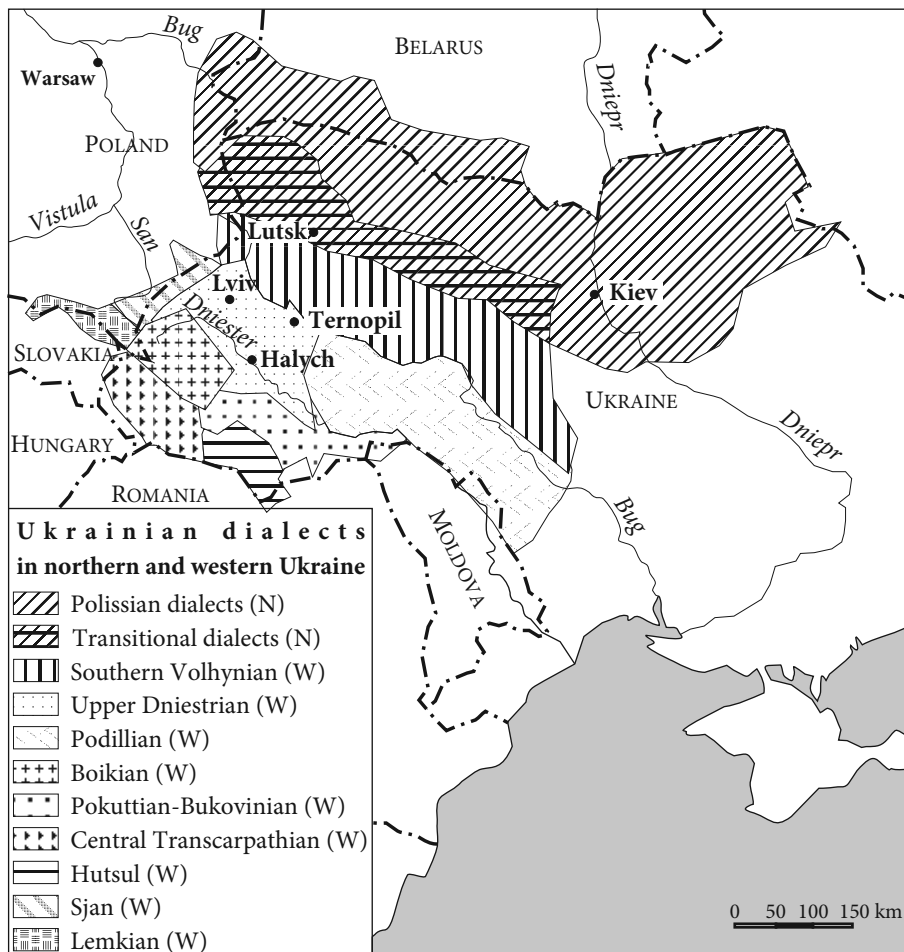 Bug
BELARUS
Warsaw
Dniepr
POLAND
Vistula
San
Lutsk
Lviv
Kiev
Dniester
Ternopil
SLOVAKIA
Halych
UKRAINE
HUNGARY
Dniepr
ROMANIA
Bug
MOLDOVA
Ukrainian dialects
in northern and western Ukraine
Polissian dialects (N)
Transitional dialects (N)
Southern Volhynian (W)
Upper Dniestrian (W)
Podillian (W)
Boikian (W)
Pokuttian-Bukovinian (W)
Central Transcarpathian (W)
Hutsul (W)
Sjan (W)
Lemkian (W)
0 50 100 150 km